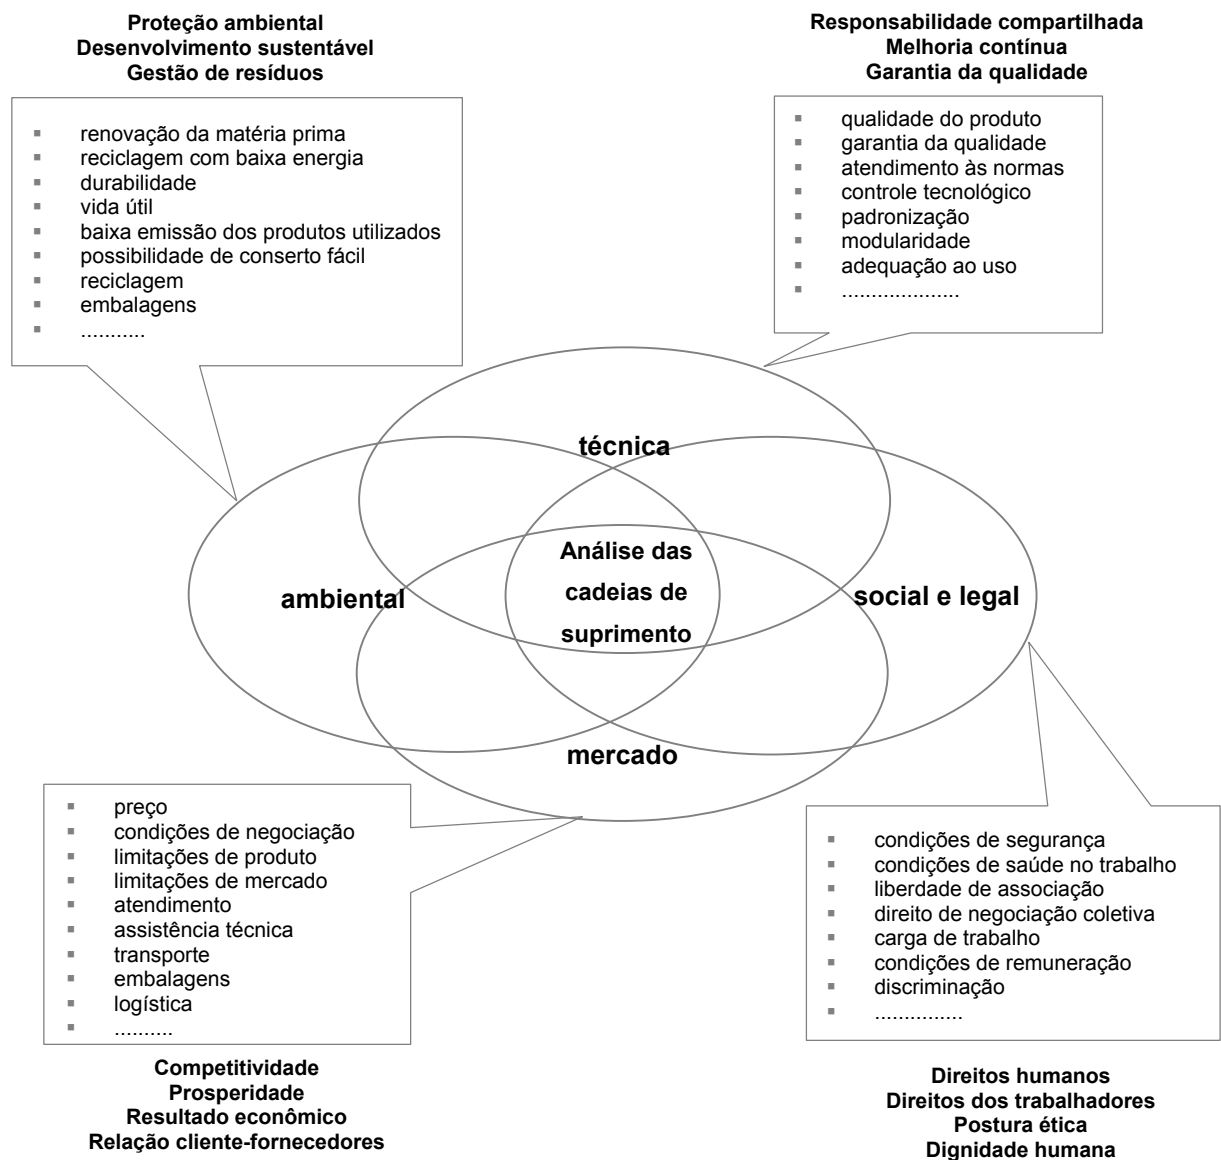 Proteção ambiental
Desenvolvimento sustentável
Gestão de resíduos
Responsabilidade compartilhada
Melhoria contínua
Garantia da qualidade
renovação da matéria prima
reciclagem com baixa energia
durabilidade
vida útil
baixa emissão dos produtos utilizados
possibilidade de conserto fácil
reciclagem
embalagens
...........
qualidade do produto
garantia da qualidade
atendimento às normas
controle tecnológico
padronização
modularidade
adequação ao uso
....................
técnica
ambiental
Análise das
cadeias de
suprimento
social e legal
mercado
preço
condições de negociação
limitações de produto
limitações de mercado
atendimento
assistência técnica
transporte
embalagens
logística
..........
condições de segurança
condições de saúde no trabalho
liberdade de associação
direito de negociação coletiva
carga de trabalho
condições de remuneração
discriminação
...............
Competitividade
Prosperidade
Resultado econômico
Relação cliente-fornecedores
Direitos humanos
Direitos dos trabalhadores
Postura ética
Dignidade humana